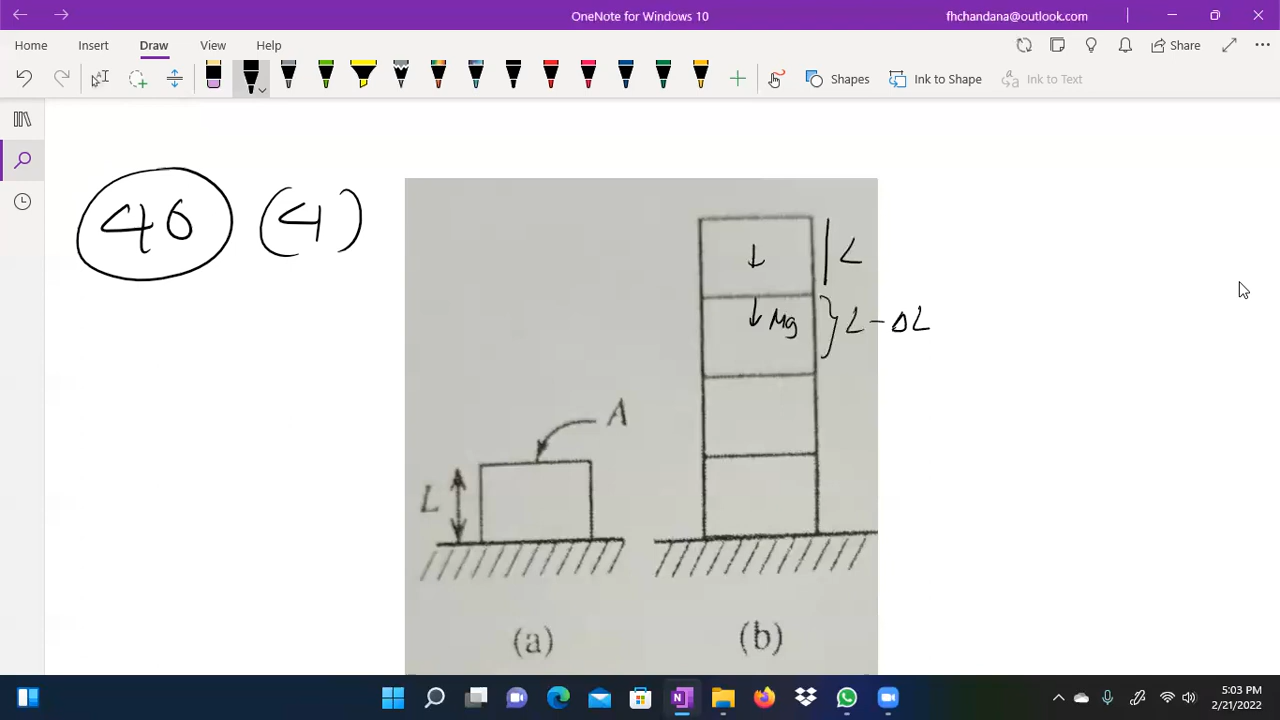 OneNote for Windows 10
fhchandana@outlook.com
Home Insert Draw View Help
Share
Shapes
Ink to Shape
Ink to Text
40 (4)
L
Mg
L - ΔL
A
L
(a)
(b)
5:03 PM
2/21/2022